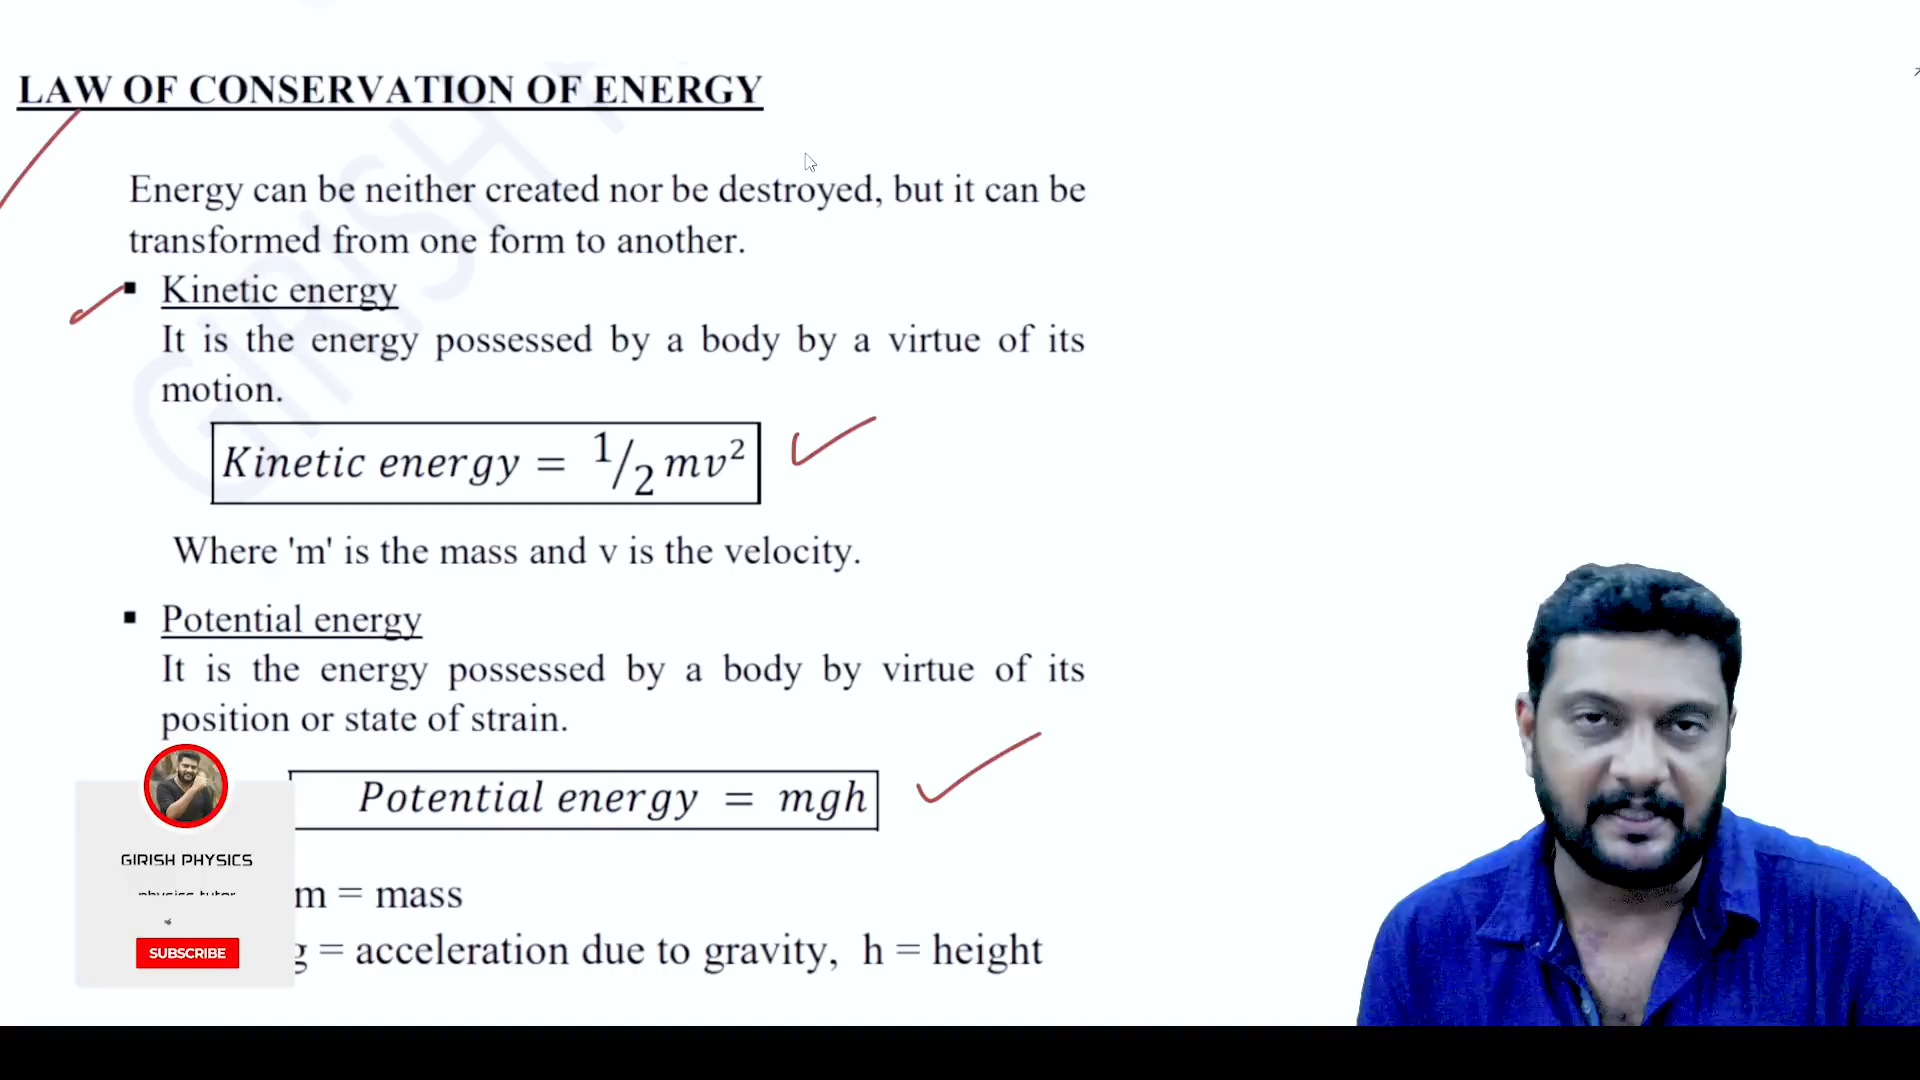 LAW OF CONSERVATION OF ENERGY
Energy can be neither created nor be destroyed, but it can be
transformed from one form to another.
▪ Kinetic energy
It is the energy possessed by a body by a virtue of its
motion.
Kinetic energy = 1/2 mv²
Where 'm' is the mass and v is the velocity.
▪ Potential energy
It is the energy possessed by a body by virtue of its
position or state of strain.
Potential energy = mgh
m = mass
g = acceleration due to gravity, h = height
GIRISH PHYSICS
physics tutor
SUBSCRIBE
GIRISH